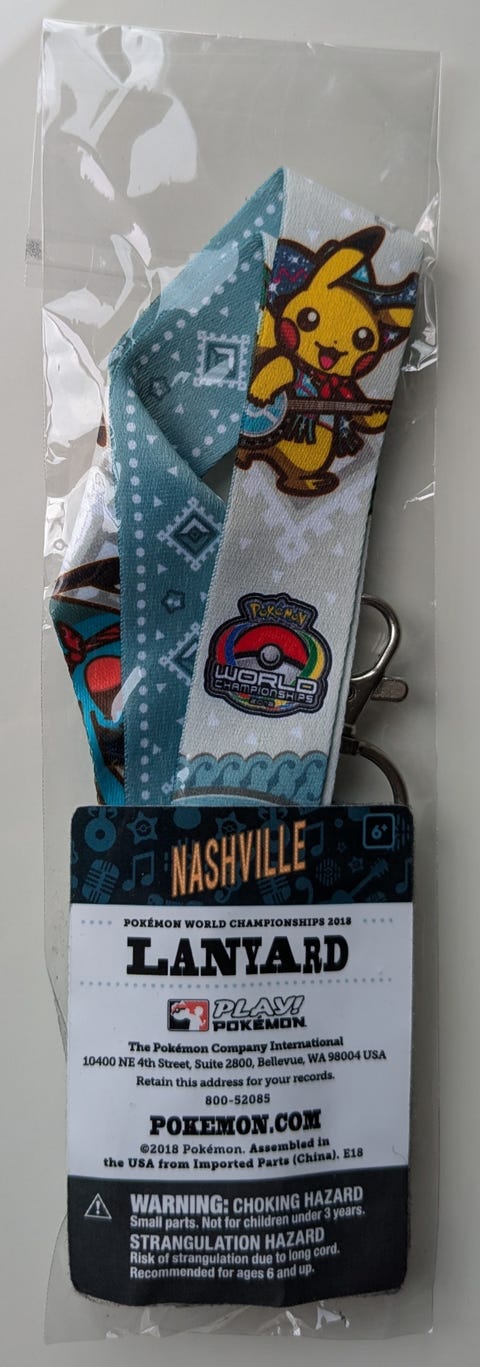 POKÉMON
WORLD
CHAMPIONSHIPS
2018
NASHVILLE
6+
POKÉMON WORLD CHAMPIONSHIPS 2018
LANYARD
PLAY!
POKÉMON
The Pokémon Company International
10400 NE 4th Street, Suite 2800, Bellevue, WA 98004 USA
Retain this address for your records.
800-52085
POKEMON.COM
©2018 Pokémon. Assembled in
the USA from Imported Parts (China). E18
WARNING: CHOKING HAZARD
Small parts. Not for children under 3 years.
STRANGULATION HAZARD
Risk of strangulation due to long cord.
Recommended for ages 6 and up.